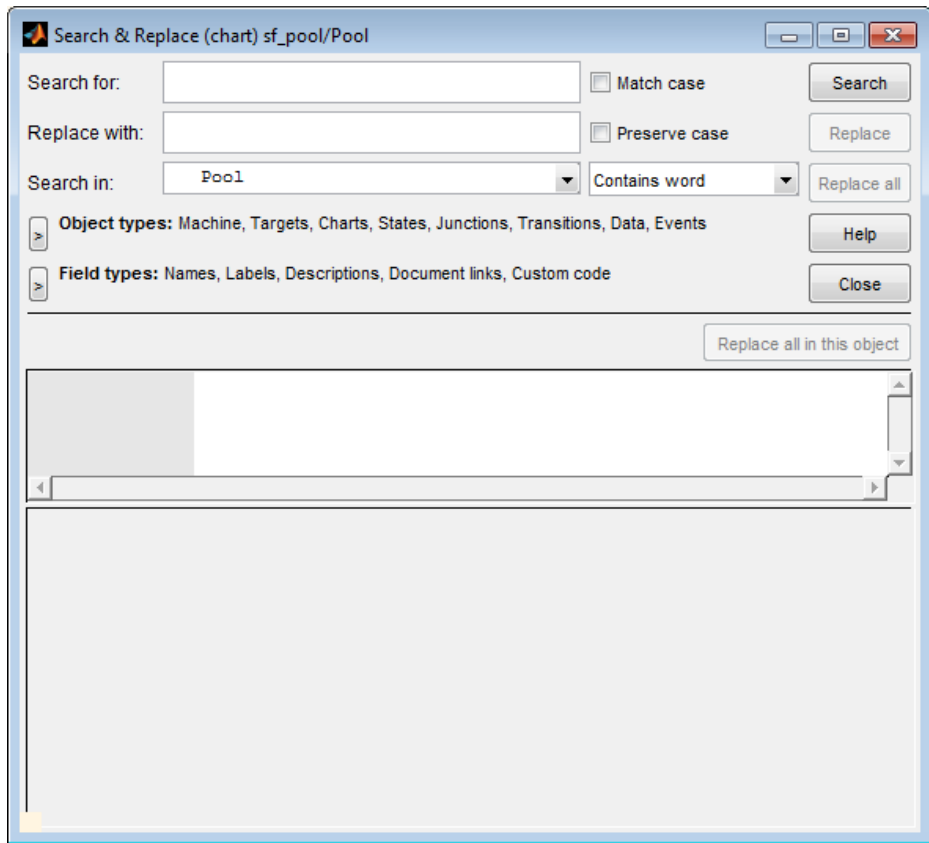 Search & Replace (chart) sf_pool/Pool
Search for: Match case Search
Replace with: Preserve case Replace
Search in: Pool Contains word Replace all
> Object types: Machine, Targets, Charts, States, Junctions, Transitions, Data, Events Help
> Field types: Names, Labels, Descriptions, Document links, Custom code Close
Replace all in this object